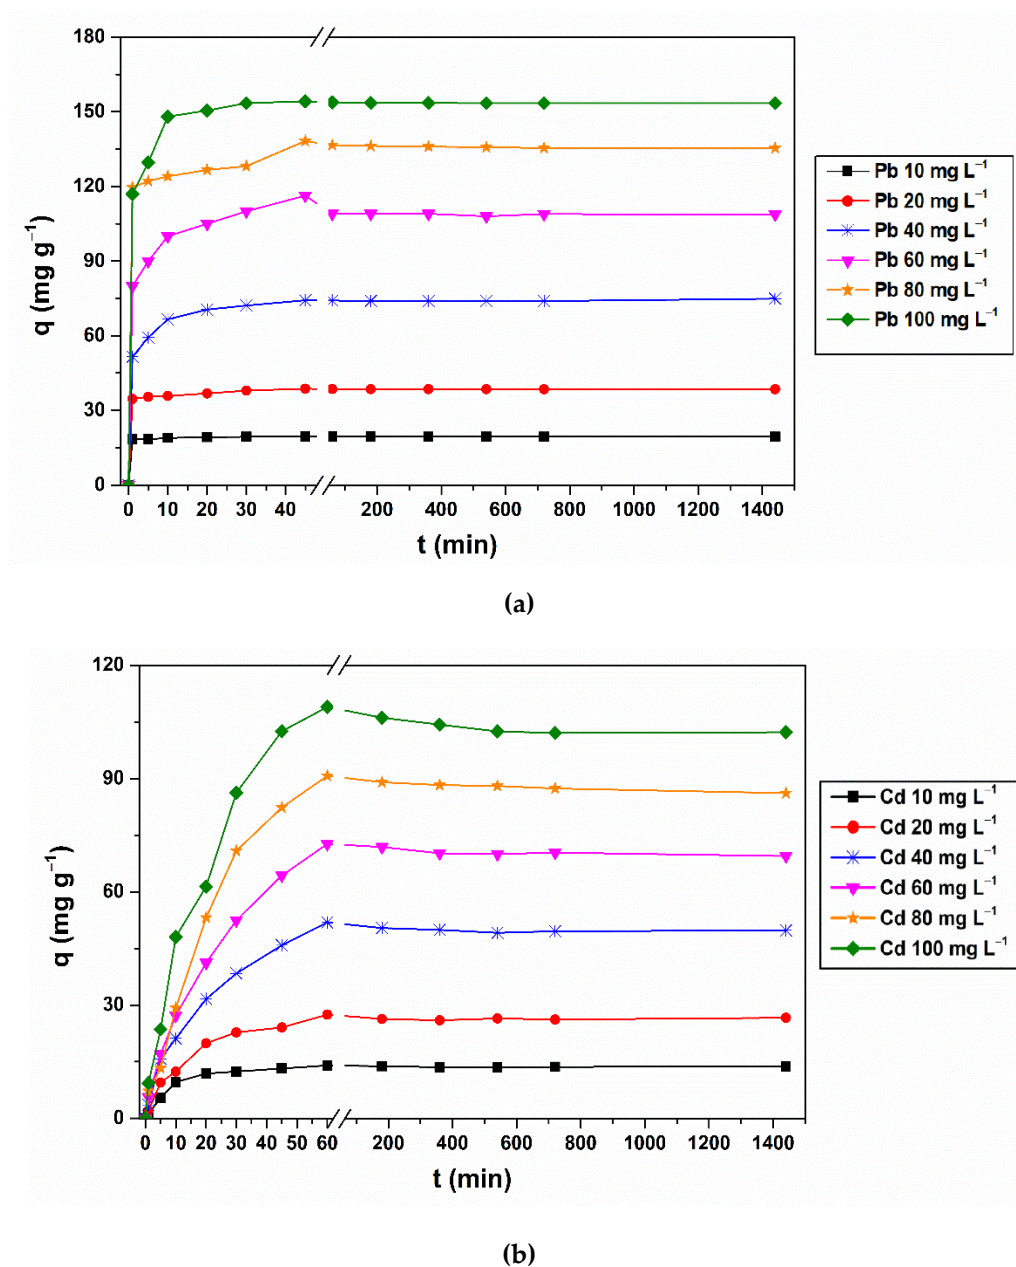 180
150
120
90
60
30
0
q (mg g⁻¹)
0 10 20 30 40 200 400 600 800 1000 1200 1400
t (min)
Pb 10 mg L⁻¹
Pb 20 mg L⁻¹
Pb 40 mg L⁻¹
Pb 60 mg L⁻¹
Pb 80 mg L⁻¹
Pb 100 mg L⁻¹
(a)
120
90
60
30
0
q (mg g⁻¹)
0 10 20 30 40 50 60 200 400 600 800 1000 1200 1400
t (min)
Cd 10 mg L⁻¹
Cd 20 mg L⁻¹
Cd 40 mg L⁻¹
Cd 60 mg L⁻¹
Cd 80 mg L⁻¹
Cd 100 mg L⁻¹
(b)